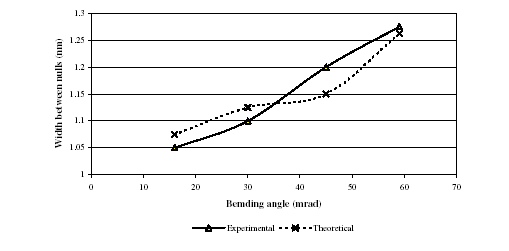 1.3
1.25
1.2
1.15
1.1
1.05
1
Width between nulls (nm)
0 10 20 30 40 50 60 70
Bending angle (mrad)
Experimental Theoretical